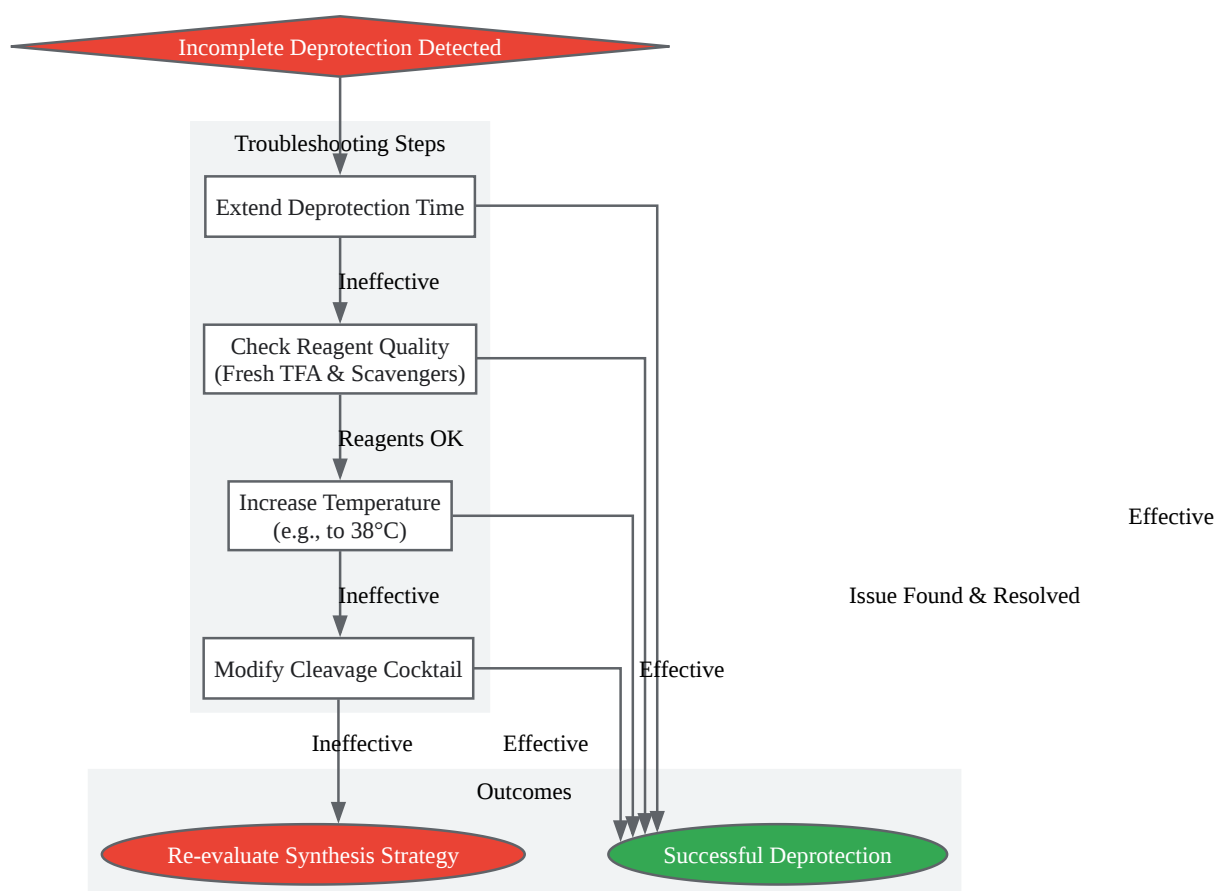 Incomplete Deprotection Detected
Troubleshooting Steps
Extend Deprotection Time
Ineffective
Check Reagent Quality
(Fresh TFA & Scavengers)
Reagents OK
Increase Temperature
(e.g., to 38°C)
Effective
Ineffective
Issue Found & Resolved
Modify Cleavage Cocktail
Effective
Ineffective
Effective
Outcomes
Re-evaluate Synthesis Strategy
Successful Deprotection